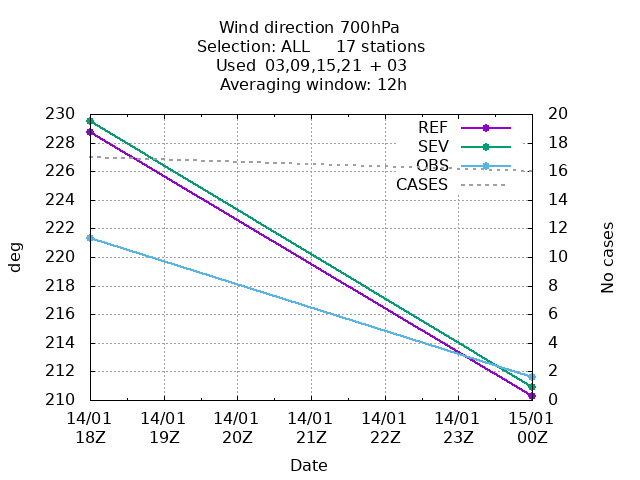 Wind direction 700hPa
Selection: ALL 17 stations
Used 03,09,15,21 + 03
Averaging window: 12h
230 20
REF
228 SEV 18
226 OBS 16
CASES
224 14
222 12
220 10
218 8
216 6
214 4
212 2
210 0
deg
No cases
14/01 14/01 14/01 14/01 14/01 14/01 15/01
18Z 19Z 20Z 21Z 22Z 23Z 00Z
Date